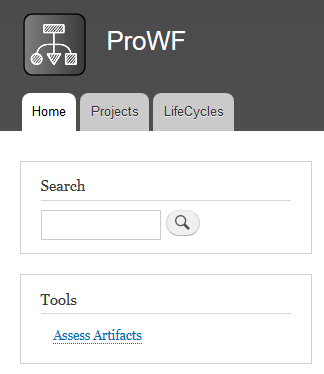 ProWF
Home Projects LifeCycles
Search
Tools
Assess Artifacts